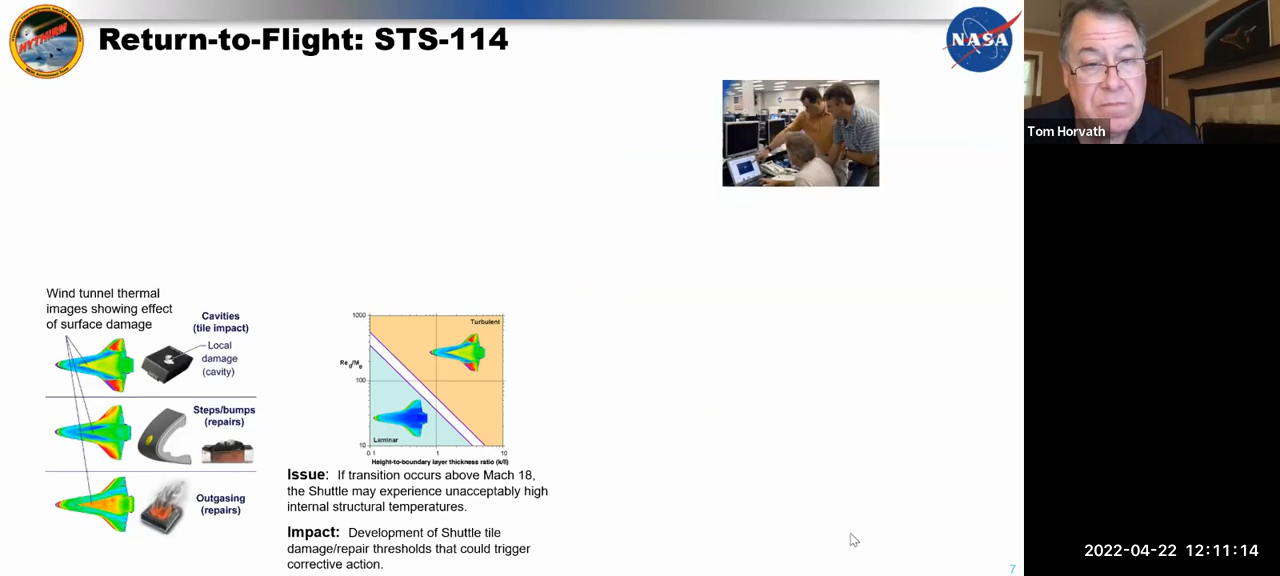 Return-to-Flight: STS-114
HYTHIRM
NASA
Tom Horvath
Wind tunnel thermal
images showing effect
of surface damage
Cavities
(tile impact)
Local
damage
(cavity)
Steps/bumps
(repairs)
Outgasing
(repairs)
1000
Turbulent
Reθ/Me
100
Laminar
10
0.1
1
10
Height-to-boundary layer thickness ratio (k/δ)
Issue: If transition occurs above Mach 18,
the Shuttle may experience unacceptably high
internal structural temperatures.
Impact: Development of Shuttle tile
damage/repair thresholds that could trigger
corrective action.
7
2022-04-22 12:11:14